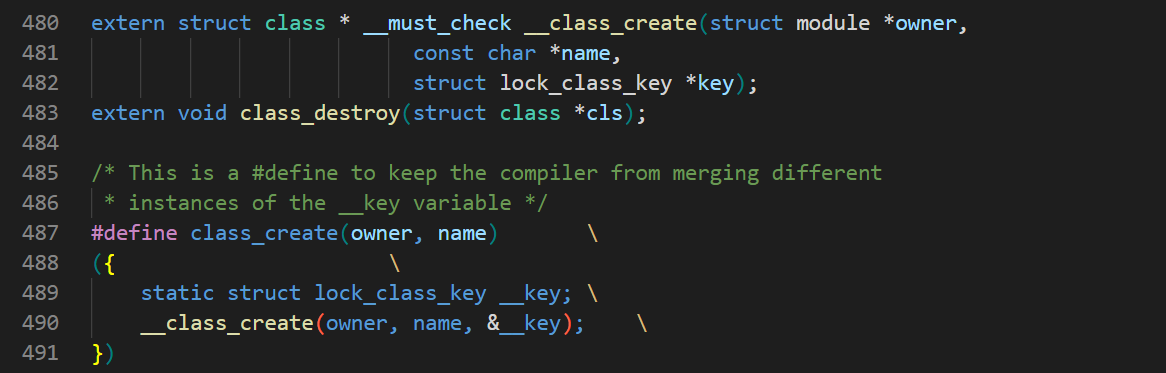 480 extern struct class * __must_check __class_create(struct module *owner,
481                           const char *name,
482                           struct lock_class_key *key);
483 extern void class_destroy(struct class *cls);
484
485 /* This is a #define to keep the compiler from merging different
486  * instances of the __key variable */
487 #define class_create(owner, name)       \
488 ({                      \
489     static struct lock_class_key __key; \
490     __class_create(owner, name, &__key);    \
491 })